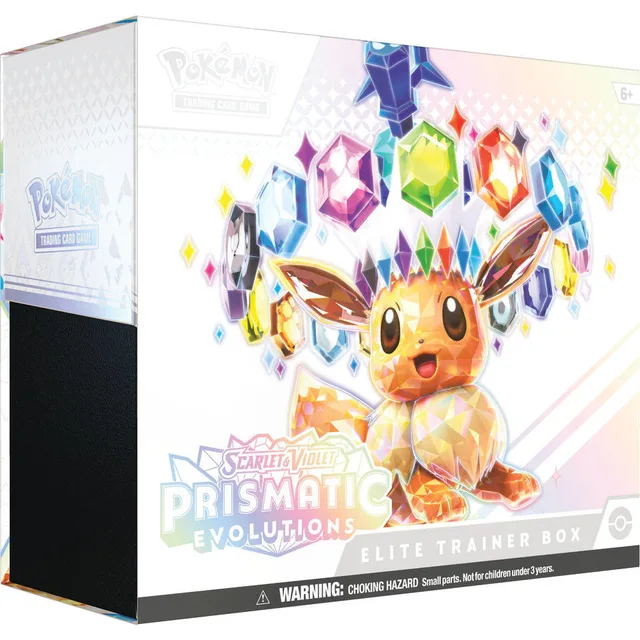 Pokémon
TRADING CARD GAME
6+
Pokémon
TRADING CARD GAME
SCARLET & VIOLET
PRISMATIC
EVOLUTIONS
ELITE TRAINER BOX
WARNING: CHOKING HAZARD Small parts. Not for children under 3 years.